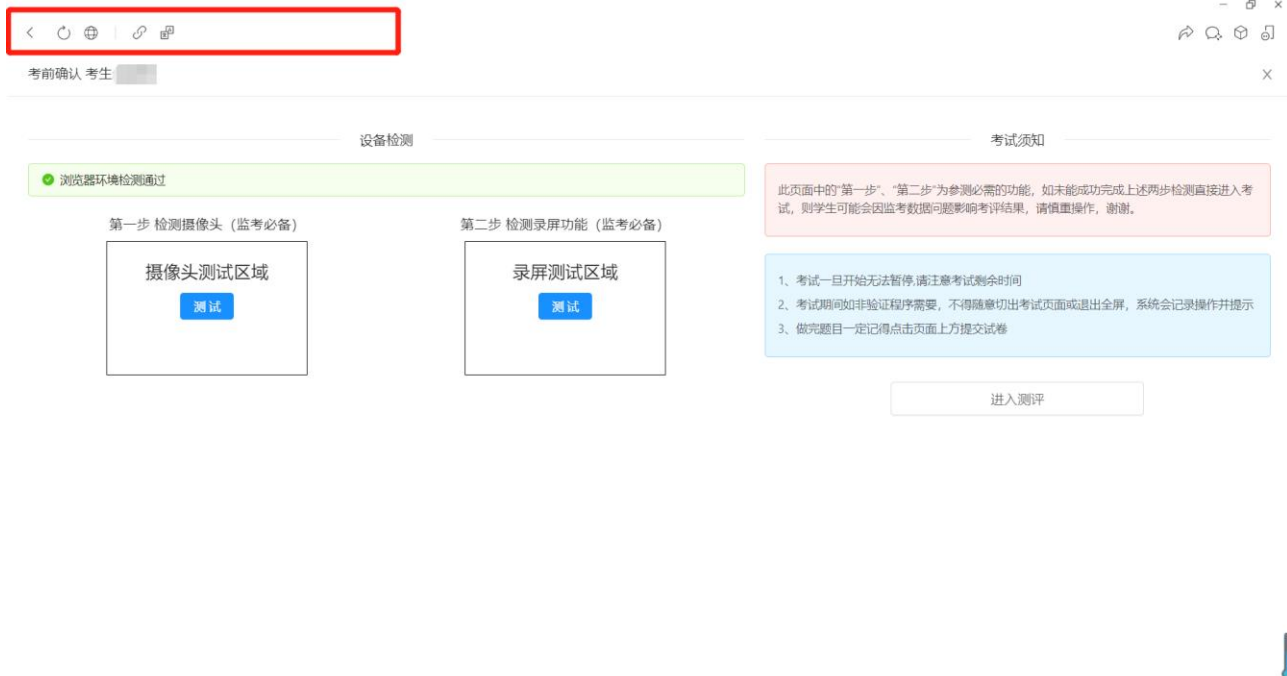 考前确认 考生
设备检测
浏览器环境检测通过
第一步 检测摄像头（监考必备）
摄像头测试区域
测 试
第二步 检测录屏功能（监考必备）
录屏测试区域
测 试
考试须知
此页面中的“第一步”、“第二步”为参测必需的功能，如未能成功完成上述两步检测直接进入考
试，则学生可能会因监考数据问题影响考评结果，请慎重操作，谢谢。
1、考试一旦开始无法暂停,请注意考试剩余时间
2、考试期间如非验证程序需要，不得随意切出考试页面或退出全屏，系统会记录操作并提示
3、做完题目一定记得点击页面上方提交试卷
进入测评